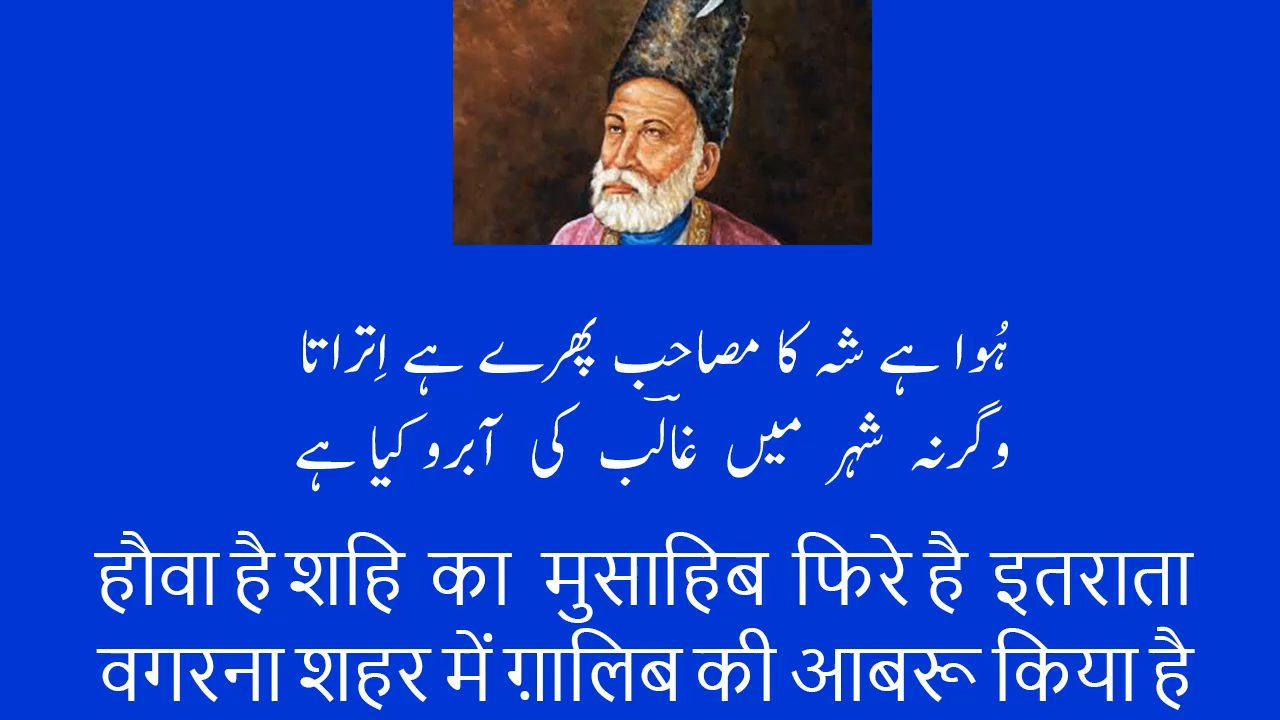 ہُوا ہے شہ کا مصاحب پھرے ہے اِتراتا
وگرنہ شہر میں غالبؔ کی آبرو کیا ہے
हौवा है शहि का मुसाहिब फिरे है इतराता
वगरना शहर में ग़ालिब की आबरू किया है